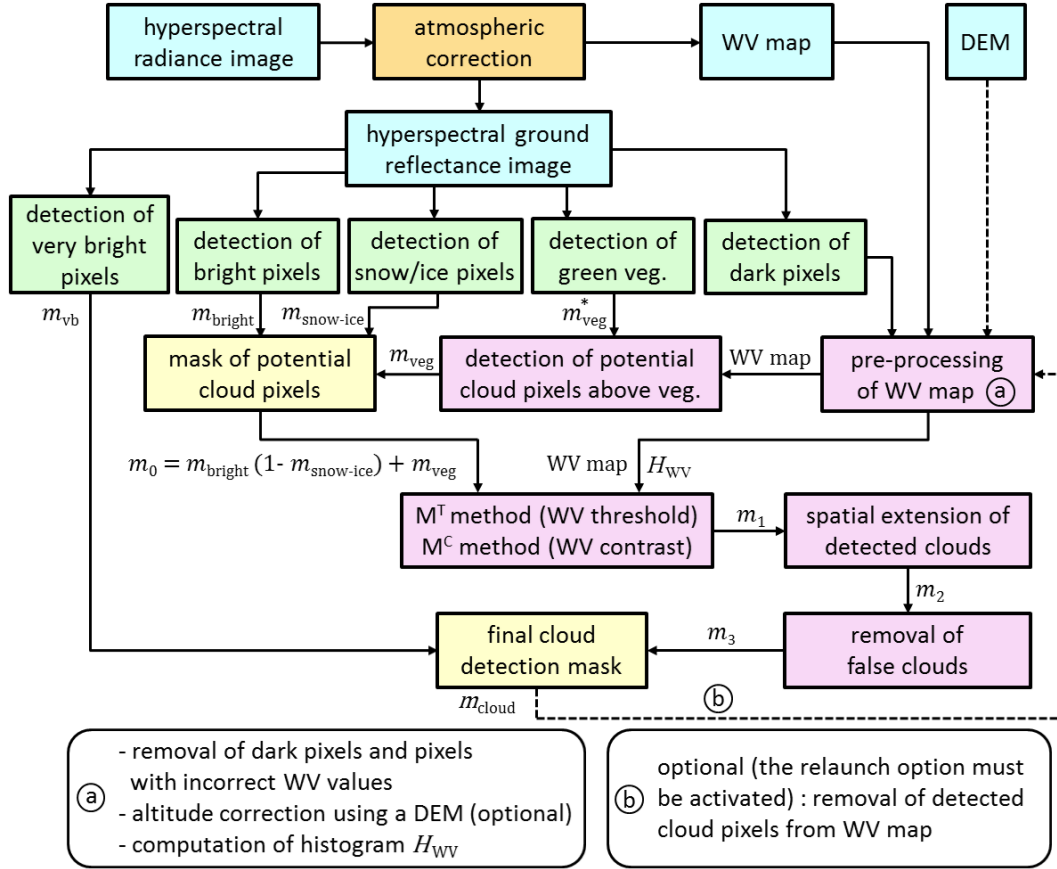 hyperspectral
radiance image
atmospheric
correction
WV map
DEM
hyperspectral ground
reflectance image
detection of
very bright
pixels
detection of
bright pixels
detection of
snow/ice pixels
detection of
green veg.
detection of
dark pixels
m_vb
m_bright
m_snow-ice
m*_veg
mask of potential
cloud pixels
m_veg
detection of potential
cloud pixels above veg.
WV map
pre-processing
of WV map ⓐ
m_0 = m_bright (1- m_snow-ice) + m_veg
WV map
H_WV
M^T method (WV threshold)
M^C method (WV contrast)
m_1
spatial extension of
detected clouds
m_2
final cloud
detection mask
m_3
removal of
false clouds
m_cloud
ⓑ
ⓐ
- removal of dark pixels and pixels
with incorrect WV values
- altitude correction using a DEM (optional)
- computation of histogram H_WV
ⓑ
optional (the relaunch option must
be activated) : removal of detected
cloud pixels from WV map